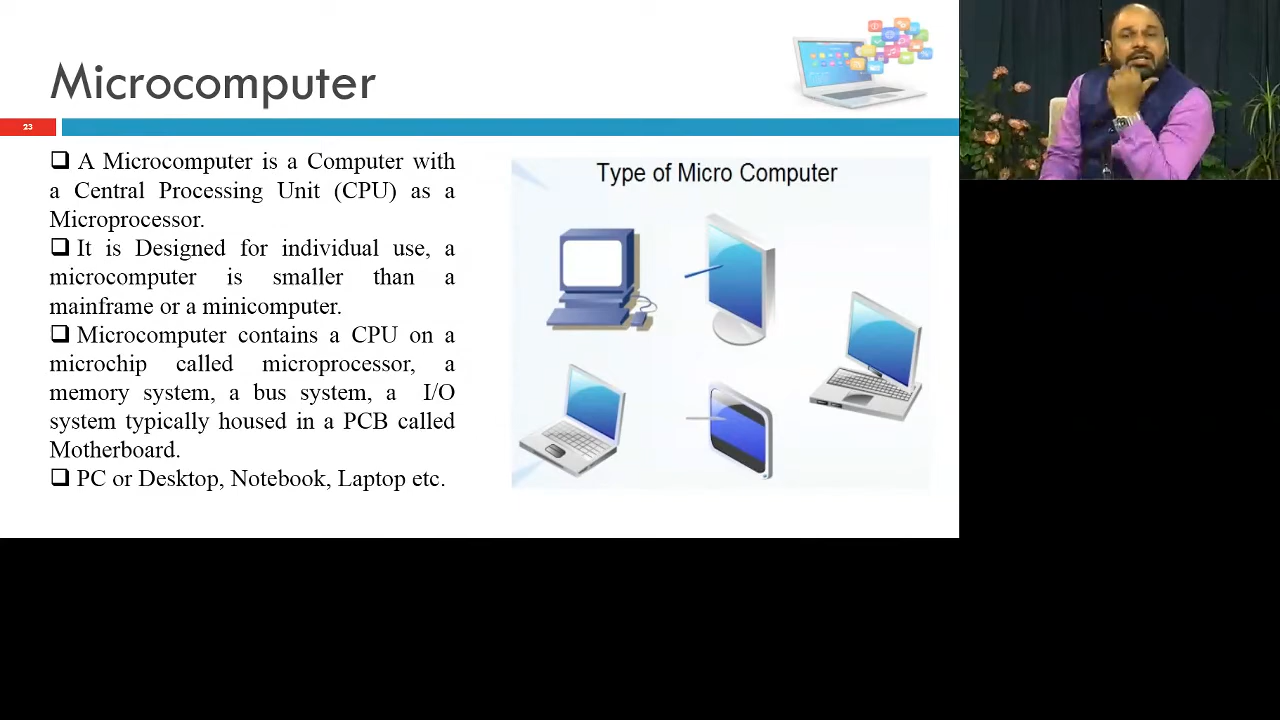 Microcomputer
23
❑ A Microcomputer is a Computer with
a Central Processing Unit (CPU) as a
Microprocessor.
❑ It is Designed for individual use, a
microcomputer is smaller than a
mainframe or a minicomputer.
❑ Microcomputer contains a CPU on a
microchip called microprocessor, a
memory system, a bus system, a I/O
system typically housed in a PCB called
Motherboard.
❑ PC or Desktop, Notebook, Laptop etc.
Type of Micro Computer